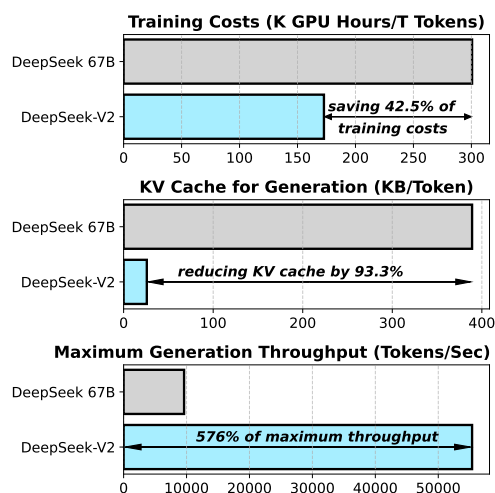 Training Costs (K GPU Hours/T Tokens)
DeepSeek 67B
DeepSeek-V2
saving 42.5% of
training costs
0 50 100 150 200 250 300
KV Cache for Generation (KB/Token)
DeepSeek 67B
DeepSeek-V2
reducing KV cache by 93.3%
0 100 200 300 400
Maximum Generation Throughput (Tokens/Sec)
DeepSeek 67B
DeepSeek-V2
576% of maximum throughput
0 10000 20000 30000 40000 50000